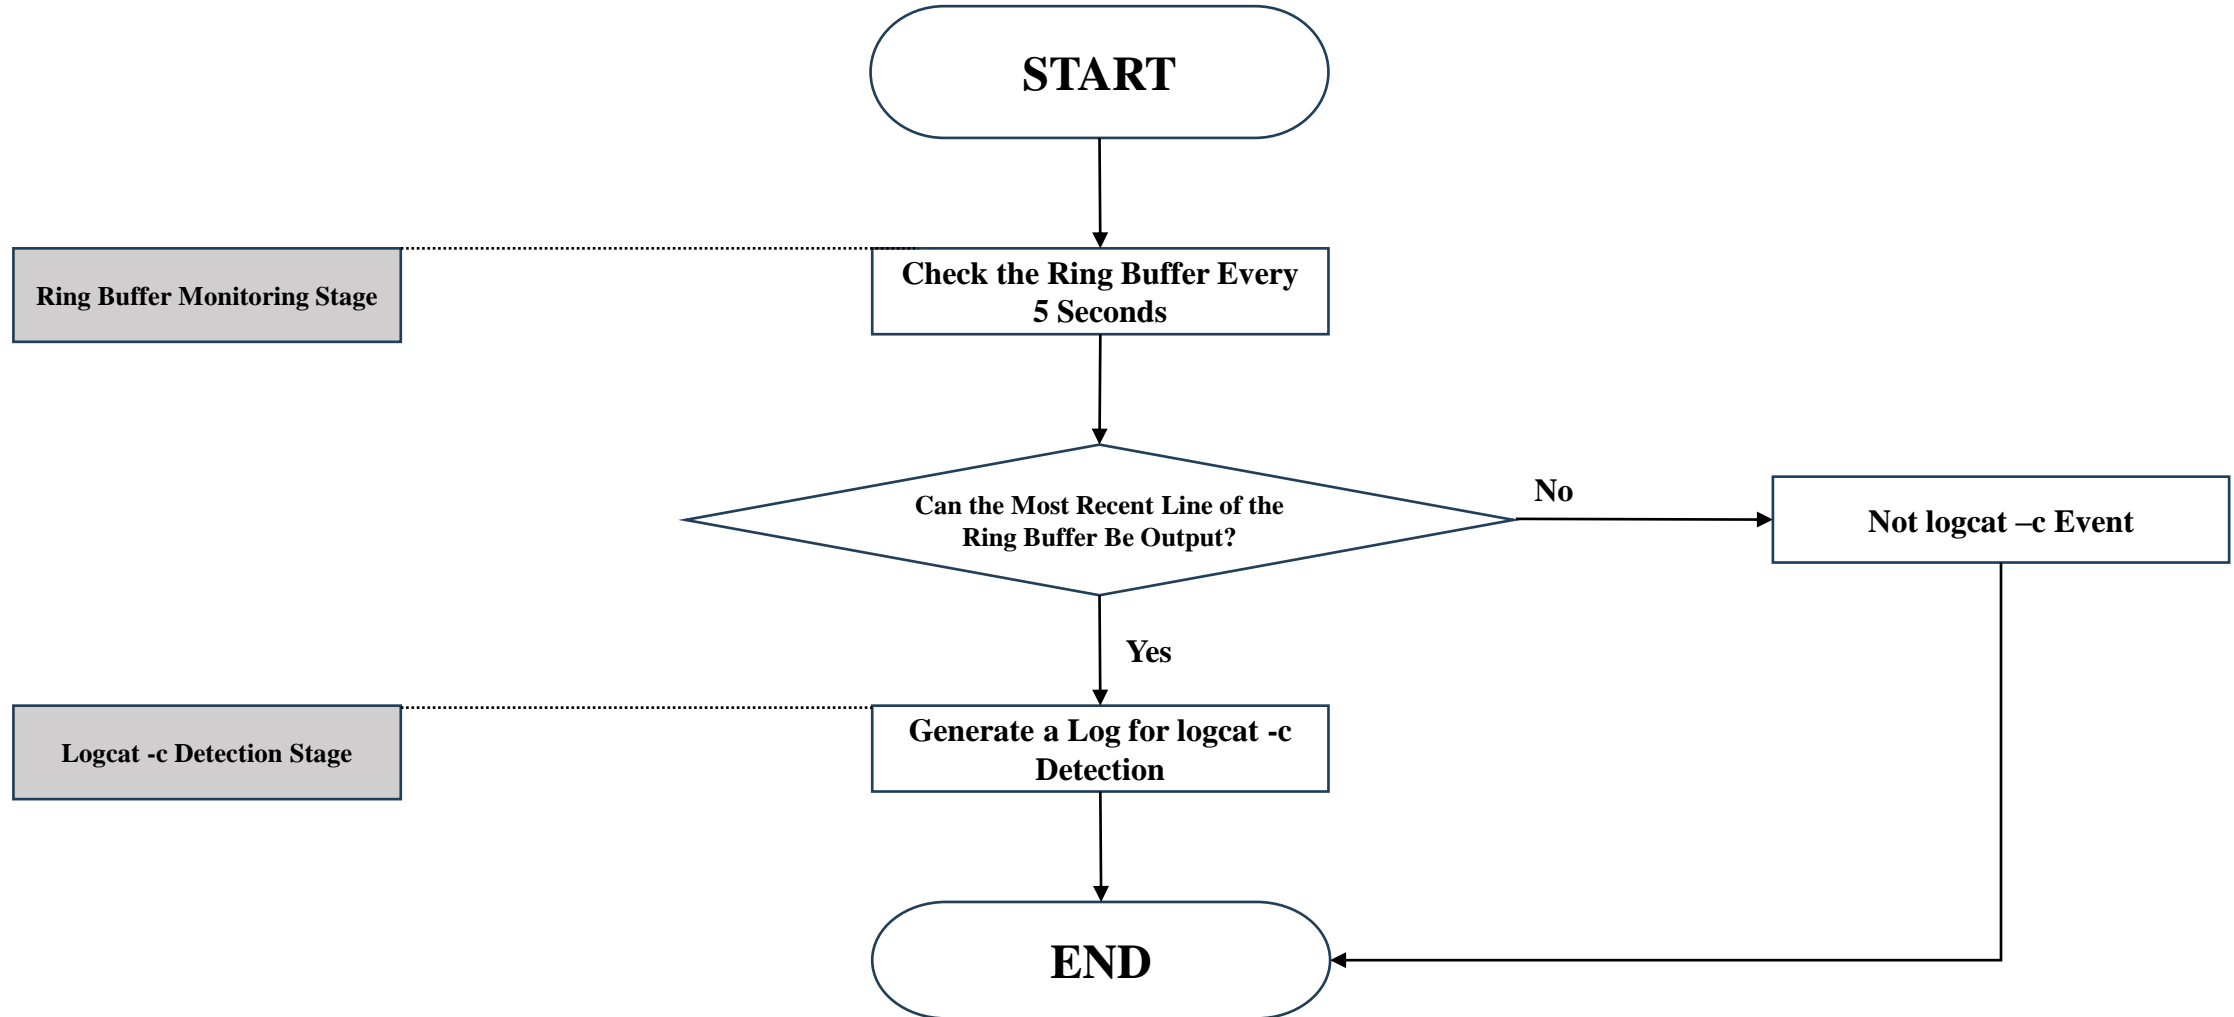 START
Ring Buffer Monitoring Stage
Check the Ring Buffer Every
5 Seconds
Can the Most Recent Line of the
Ring Buffer Be Output?
No
Not logcat –c Event
Yes
Logcat -c Detection Stage
Generate a Log for logcat -c
Detection
END